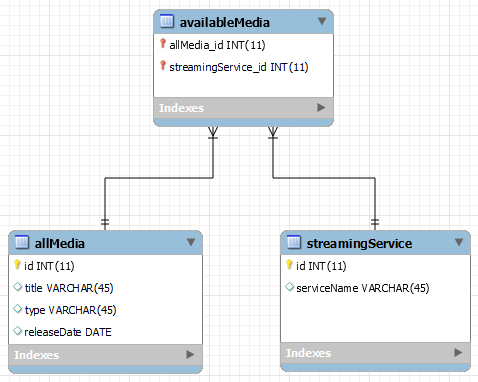 availableMedia
allMedia_id INT(11)
streamingService_id INT(11)
Indexes
allMedia
id INT(11)
title VARCHAR(45)
type VARCHAR(45)
releaseDate DATE
Indexes
streamingService
id INT(11)
serviceName VARCHAR(45)
Indexes